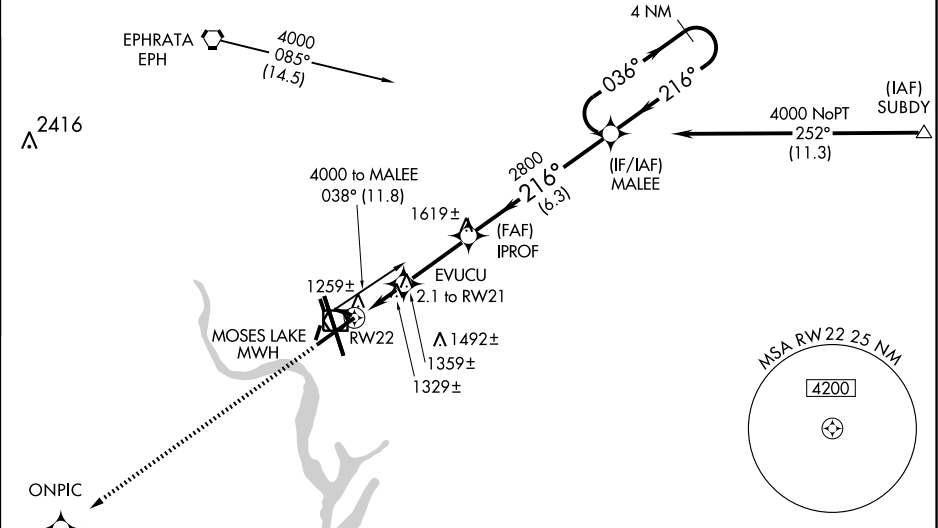 4 NM
EPHRATA
EPH
4000
085°
(14.5)
036°
216°
(IAF)
SUBDY
4000 NoPT
252°
(11.3)
2416
(IF/IAF)
MALEE
2800
216°
(6.3)
4000 to MALEE
038° (11.8)
1619±
(FAF)
IPROF
EVUCU
2.1 to RW21
1259±
MOSES LAKE
MWH
RW22
1492±
1359±
1329±
MSA RW22 25 NM
4200
ONPIC